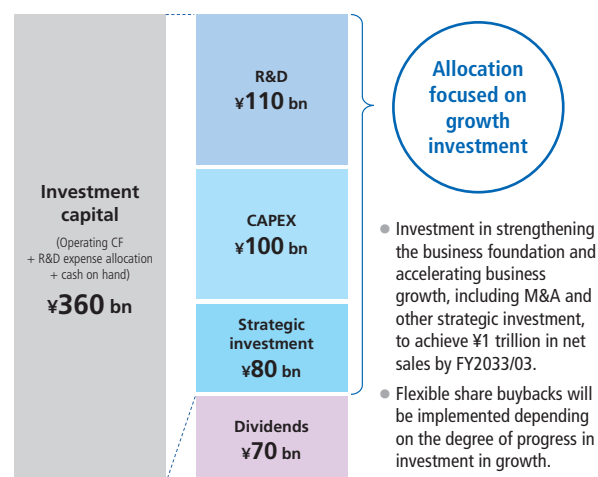 Investment
capital
(Operating CF
+ R&D expense allocation
+ cash on hand)
¥360 bn
R&D
¥110 bn
CAPEX
¥100 bn
Strategic
investment
¥80 bn
Dividends
¥70 bn
Allocation
focused on
growth
investment
● Investment in strengthening
the business foundation and
accelerating business
growth, including M&A and
other strategic investment,
to achieve ¥1 trillion in net
sales by FY2033/03.
● Flexible share buybacks will
be implemented depending
on the degree of progress in
investment in growth.